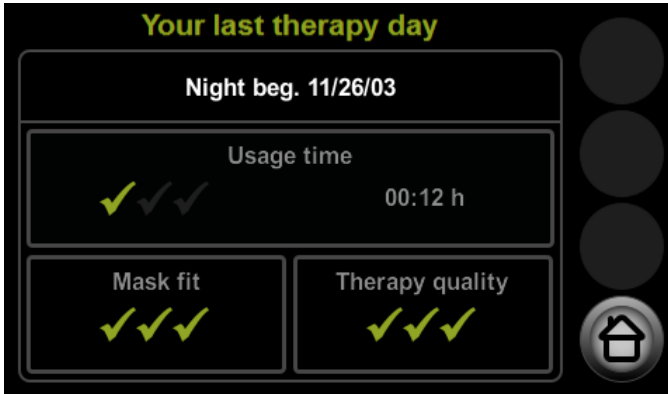 Your last therapy day
Night beg. 11/26/03
Usage time
00:12 h
Mask fit
Therapy quality